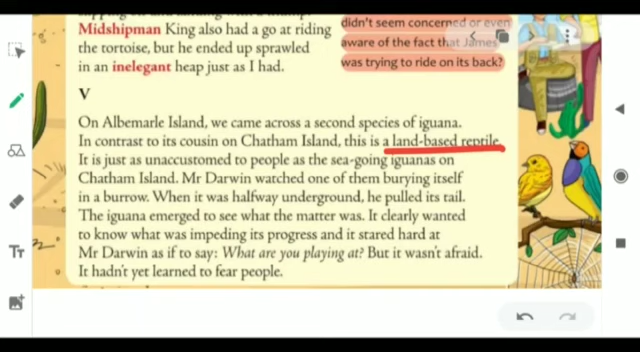 Midshipman King also had a go at riding
the tortoise, but he ended up sprawled
in an inelegant heap just as I had.
didn't seem concerned or even
aware of the fact that James
was trying to ride on its back?
V
On Albemarle Island, we came across a second species of iguana.
In contrast to its cousin on Chatham Island, this is a land-based reptile.
It is just as unaccustomed to people as the sea-going iguanas on
Chatham Island. Mr Darwin watched one of them burying itself
in a burrow. When it was halfway underground, he pulled its tail.
The iguana emerged to see what the matter was. It clearly wanted
to know what was impeding its progress and it stared hard at
Mr Darwin as if to say: What are you playing at? But it wasn't afraid.
It hadn't yet learned to fear people.
Tт